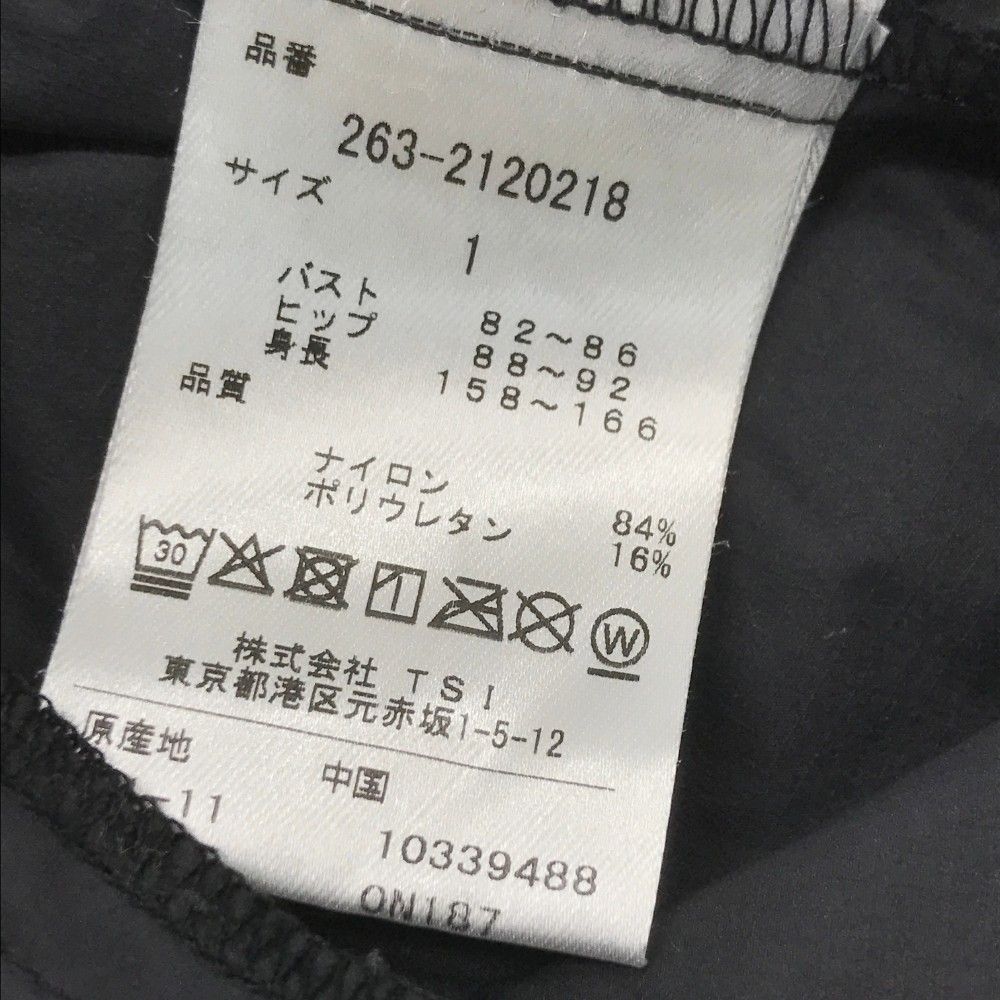 品番
263-2120218
サイズ
1
バスト 82～86
ヒップ 88～92
身長 158～166
品質
ナイロン 84%
ポリウレタン 16%
30
W
株式会社 TSI
東京都港区元赤坂1-5-12
原産地
中国
-11
10339488
ON187